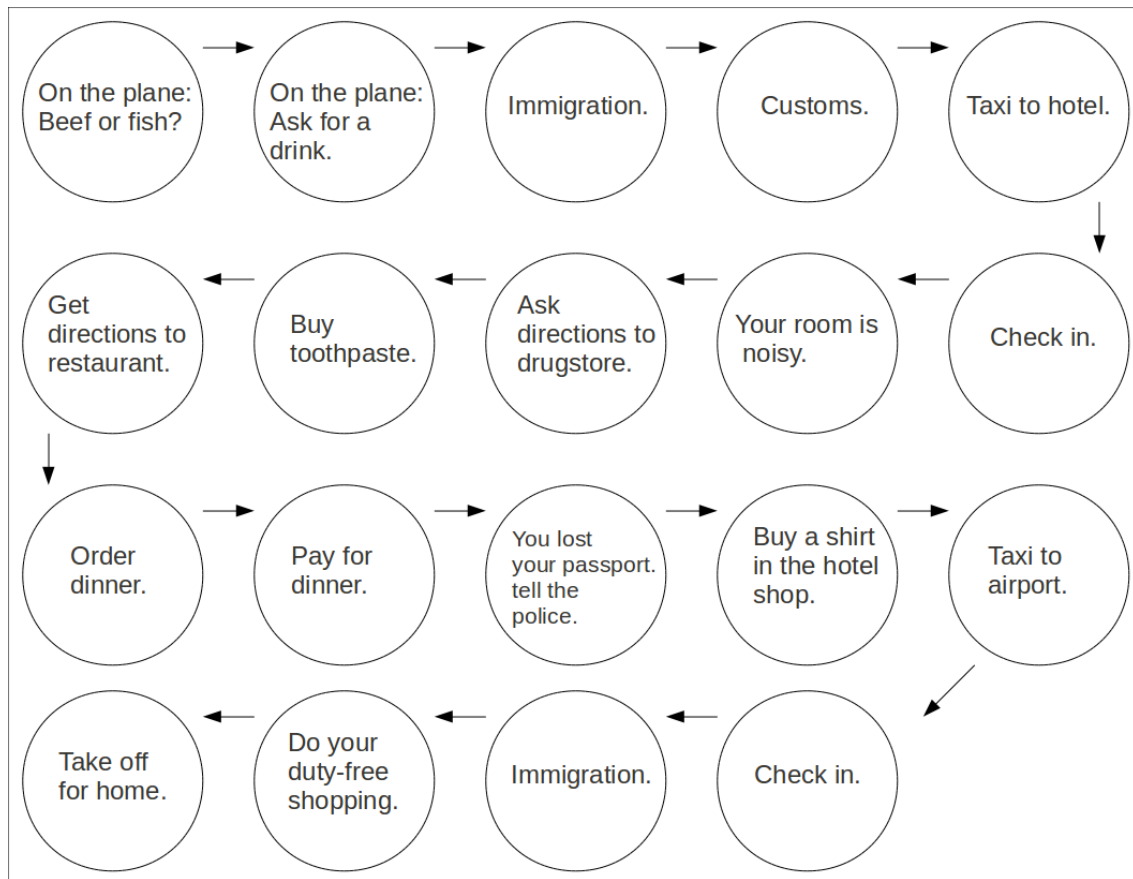 On the plane:
Beef or fish?
On the plane:
Ask for a
drink.
Immigration.
Customs.
Taxi to hotel.
Check in.
Your room is
noisy.
Ask
directions to
drugstore.
Buy
toothpaste.
Get
directions to
restaurant.
Order
dinner.
Pay for
dinner.
You lost
your passport.
tell the
police.
Buy a shirt
in the hotel
shop.
Taxi to
airport.
Check in.
Immigration.
Do your
duty-free
shopping.
Take off
for home.